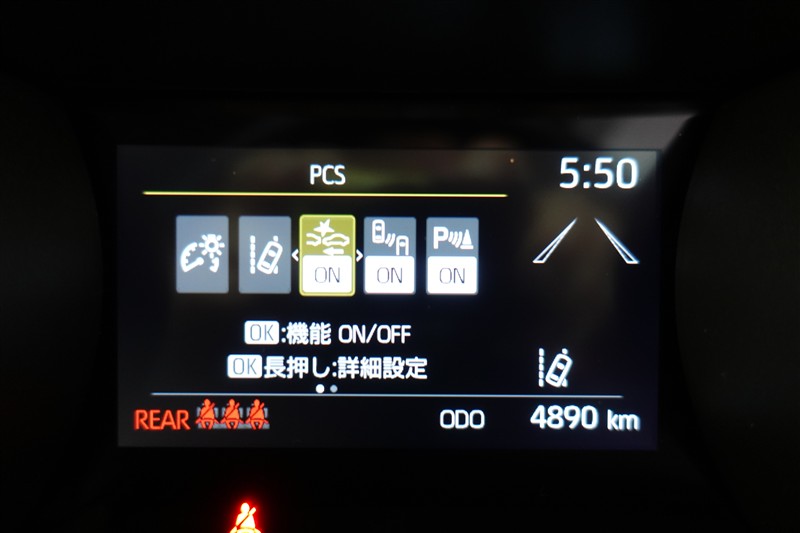 PCS
5:50
ON ON P ON
OK:機能 ON/OFF
OK長押し:詳細設定
REAR ODO 4890 km